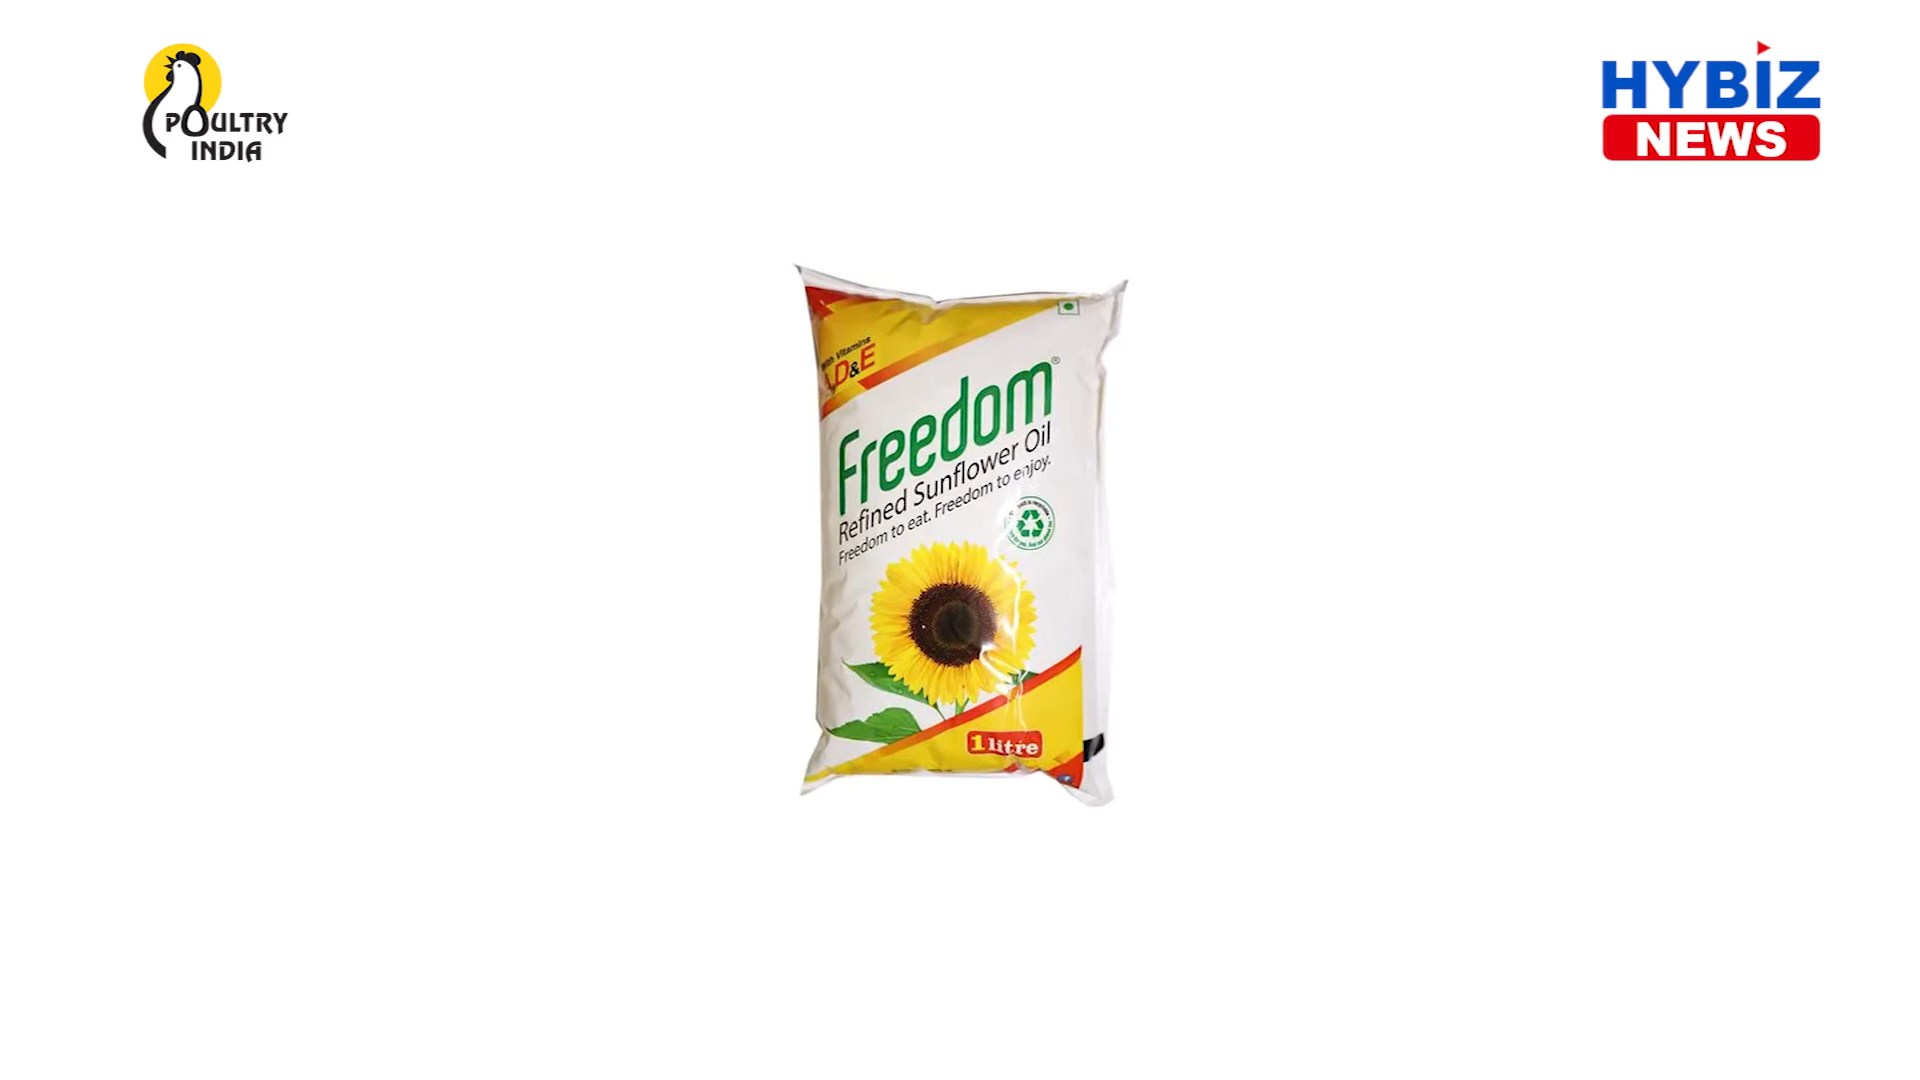 POULTRY
INDIA
HYBIZ
NEWS
With Vitamins
A,D&E
Freedom®
Refined Sunflower Oil
Freedom to eat. Freedom to enjoy.
1 litre